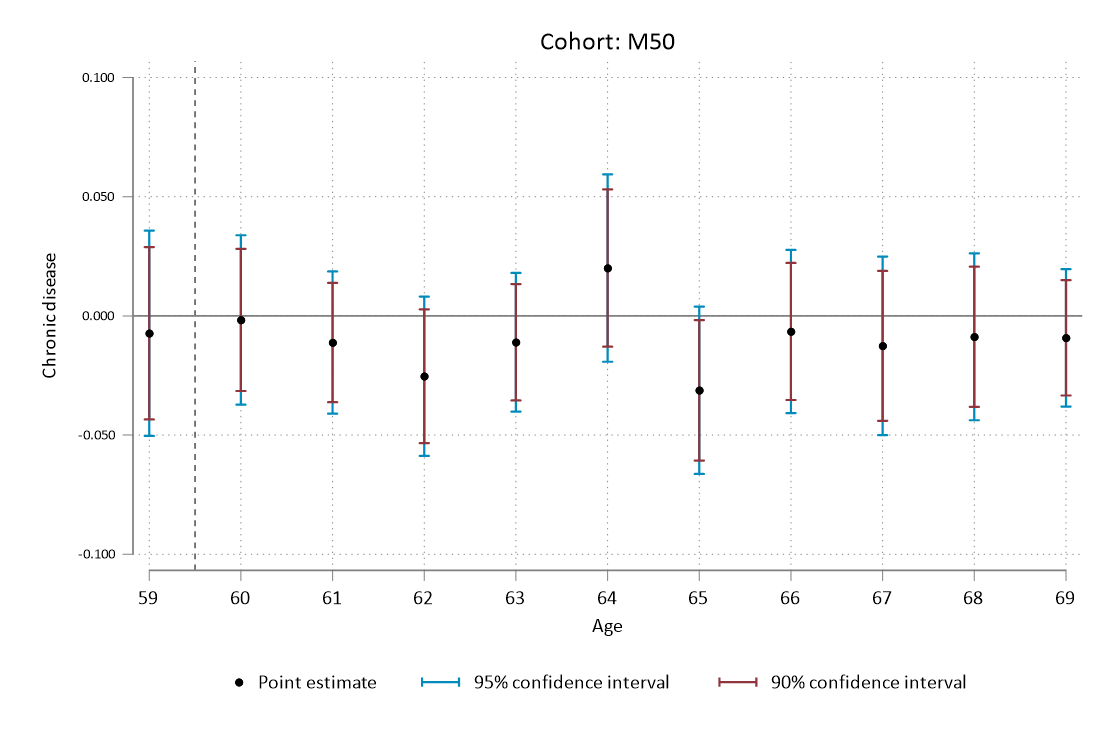 Cohort: M50
0.100
0.050
0.000
-0.050
-0.100
Chronic disease
59 60 61 62 63 64 65 66 67 68 69
Age
Point estimate 95% confidence interval 90% confidence interval